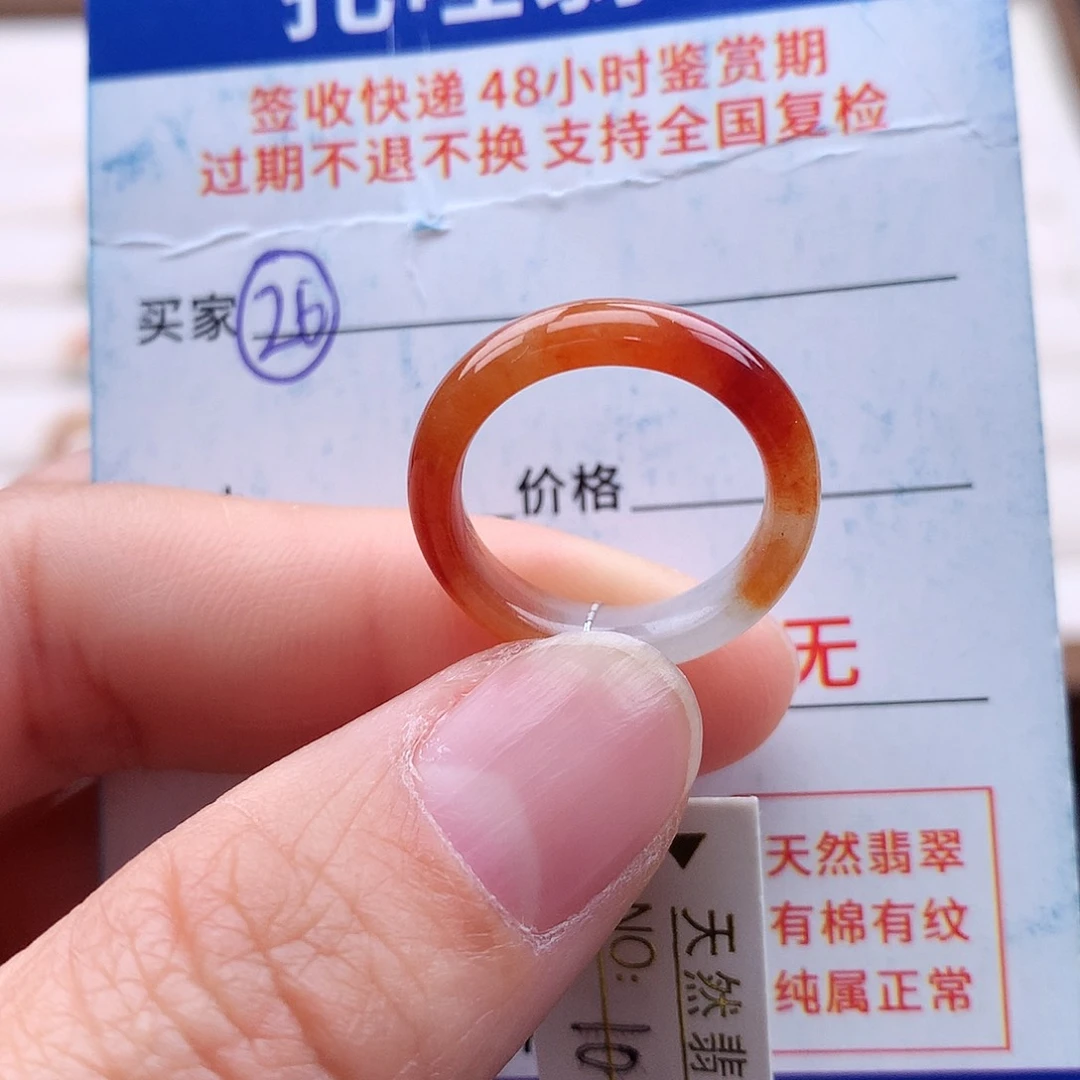 签收快递 48小时鉴赏期
过期不退不换 支持全国复检
买家 26
价格
无
天然翡翠
有棉有纹
纯属正常
天然翡
NO: 10